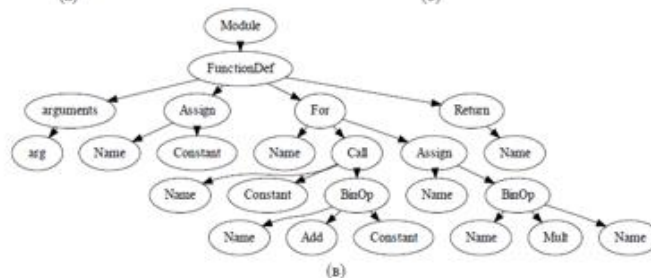 Module
FunctionDef
arguments Assign For Return
arg Name Constant Name Call Assign Name
Name Constant BinOp Name BinOp
Name Add Constant Name Mult Name
(в)